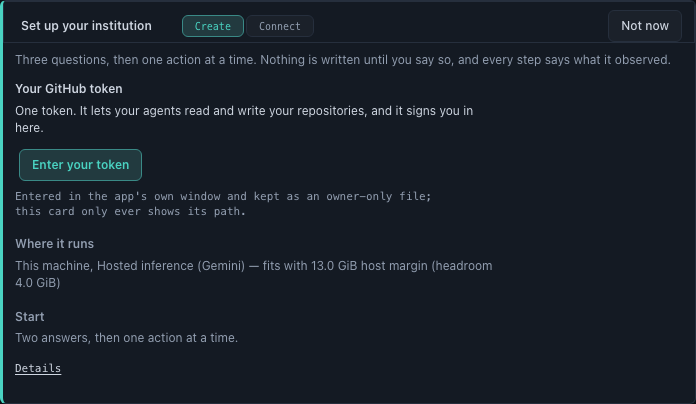 Set up your institution
Create
Connect
Not now
Three questions, then one action at a time. Nothing is written until you say so, and every step says what it observed.
Your GitHub token
One token. It lets your agents read and write your repositories, and it signs you in
here.
Enter your token
Entered in the app's own window and kept as an owner-only file;
this card only ever shows its path.
Where it runs
This machine, Hosted inference (Gemini) — fits with 13.0 GiB host margin (headroom
4.0 GiB)
Start
Two answers, then one action at a time.
Details